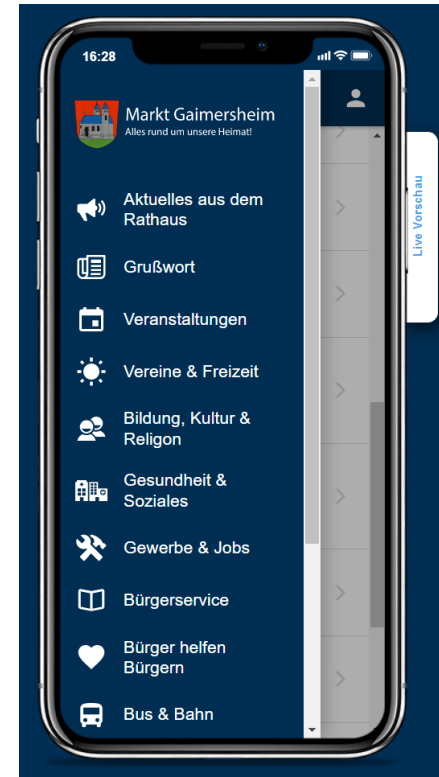 16:28
Markt Gaimersheim
Alles rund um unsere Heimat!
Aktuelles aus dem
Rathaus
Grußwort
Veranstaltungen
Vereine & Freizeit
Bildung, Kultur &
Religon
Gesundheit &
Soziales
Gewerbe & Jobs
Bürgerservice
Bürger helfen
Bürgern
Bus & Bahn
Live Vorschau